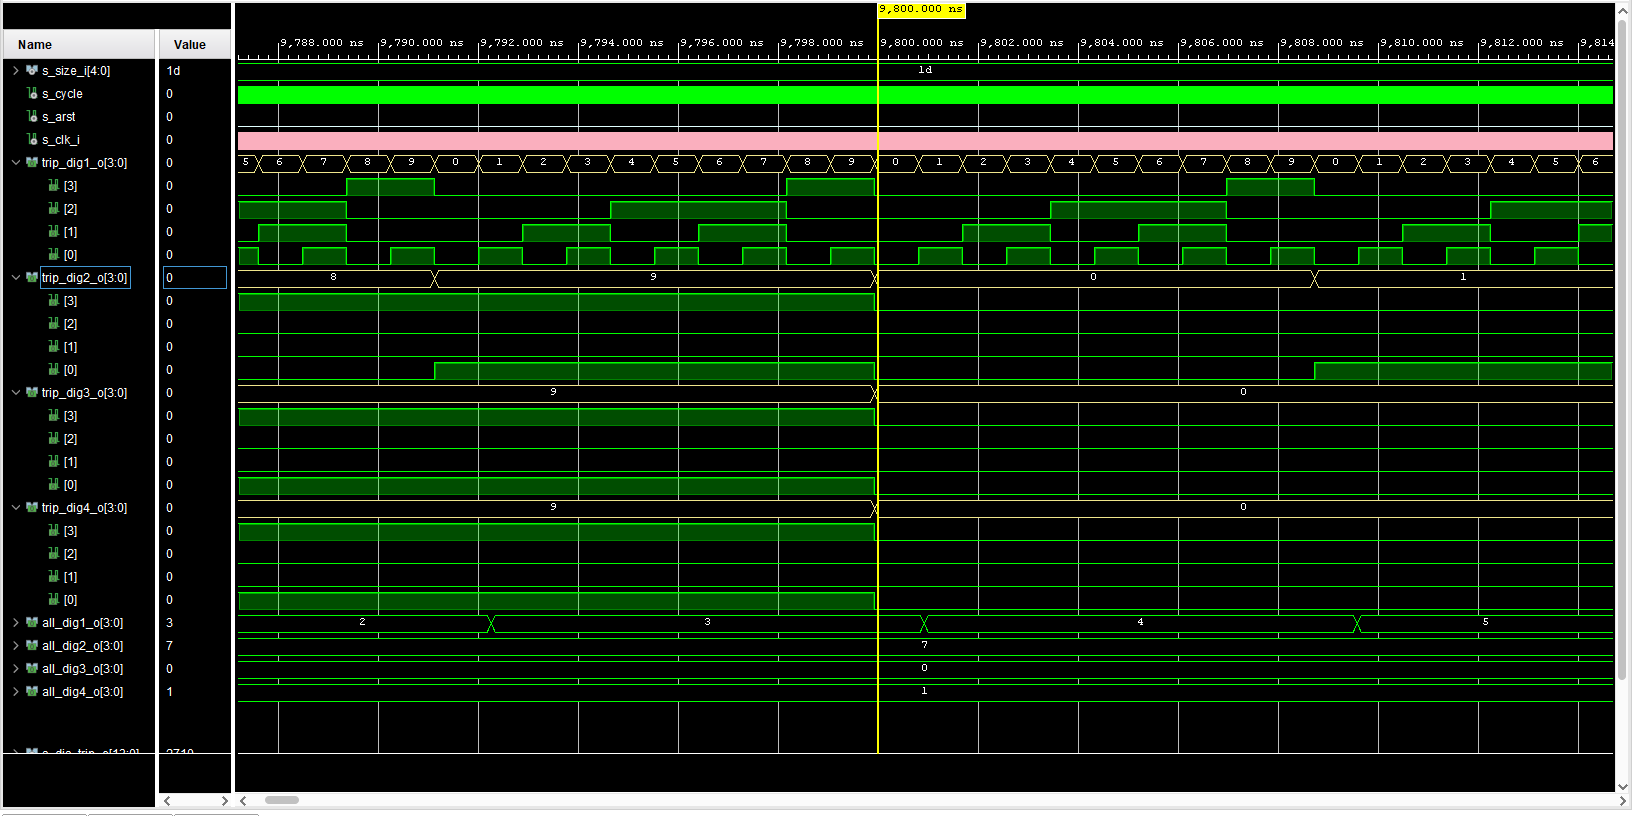 9,800.000 ns
Name Value 9,788.000 ns 9,790.000 ns 9,792.000 ns 9,794.000 ns 9,796.000 ns 9,798.000 ns 9,800.000 ns 9,802.000 ns 9,804.000 ns 9,806.000 ns 9,808.000 ns 9,810.000 ns 9,812.000 ns 9,814
s_size_i[4:0] 1d 1d
s_cycle 0
s_arst 0
s_clk_i 0
trip_dig1_o[3:0] 0 5 6 7 8 9 0 1 2 3 4 5 6 7 8 9 0 1 2 3 4 5 6 7 8 9 0 1 2 3 4 5 6
[3] 0
[2] 0
[1] 0
[0] 0
trip_dig2_o[3:0] 0 8 9 0 1
[3] 0
[2] 0
[1] 0
[0] 0
trip_dig3_o[3:0] 0 9 0
[3] 0
[2] 0
[1] 0
[0] 0
trip_dig4_o[3:0] 0 9 0
[3] 0
[2] 0
[1] 0
[0] 0
all_dig1_o[3:0] 3 2 3 4 5
all_dig2_o[3:0] 7 7
all_dig3_o[3:0] 0 0
all_dig4_o[3:0] 1 1